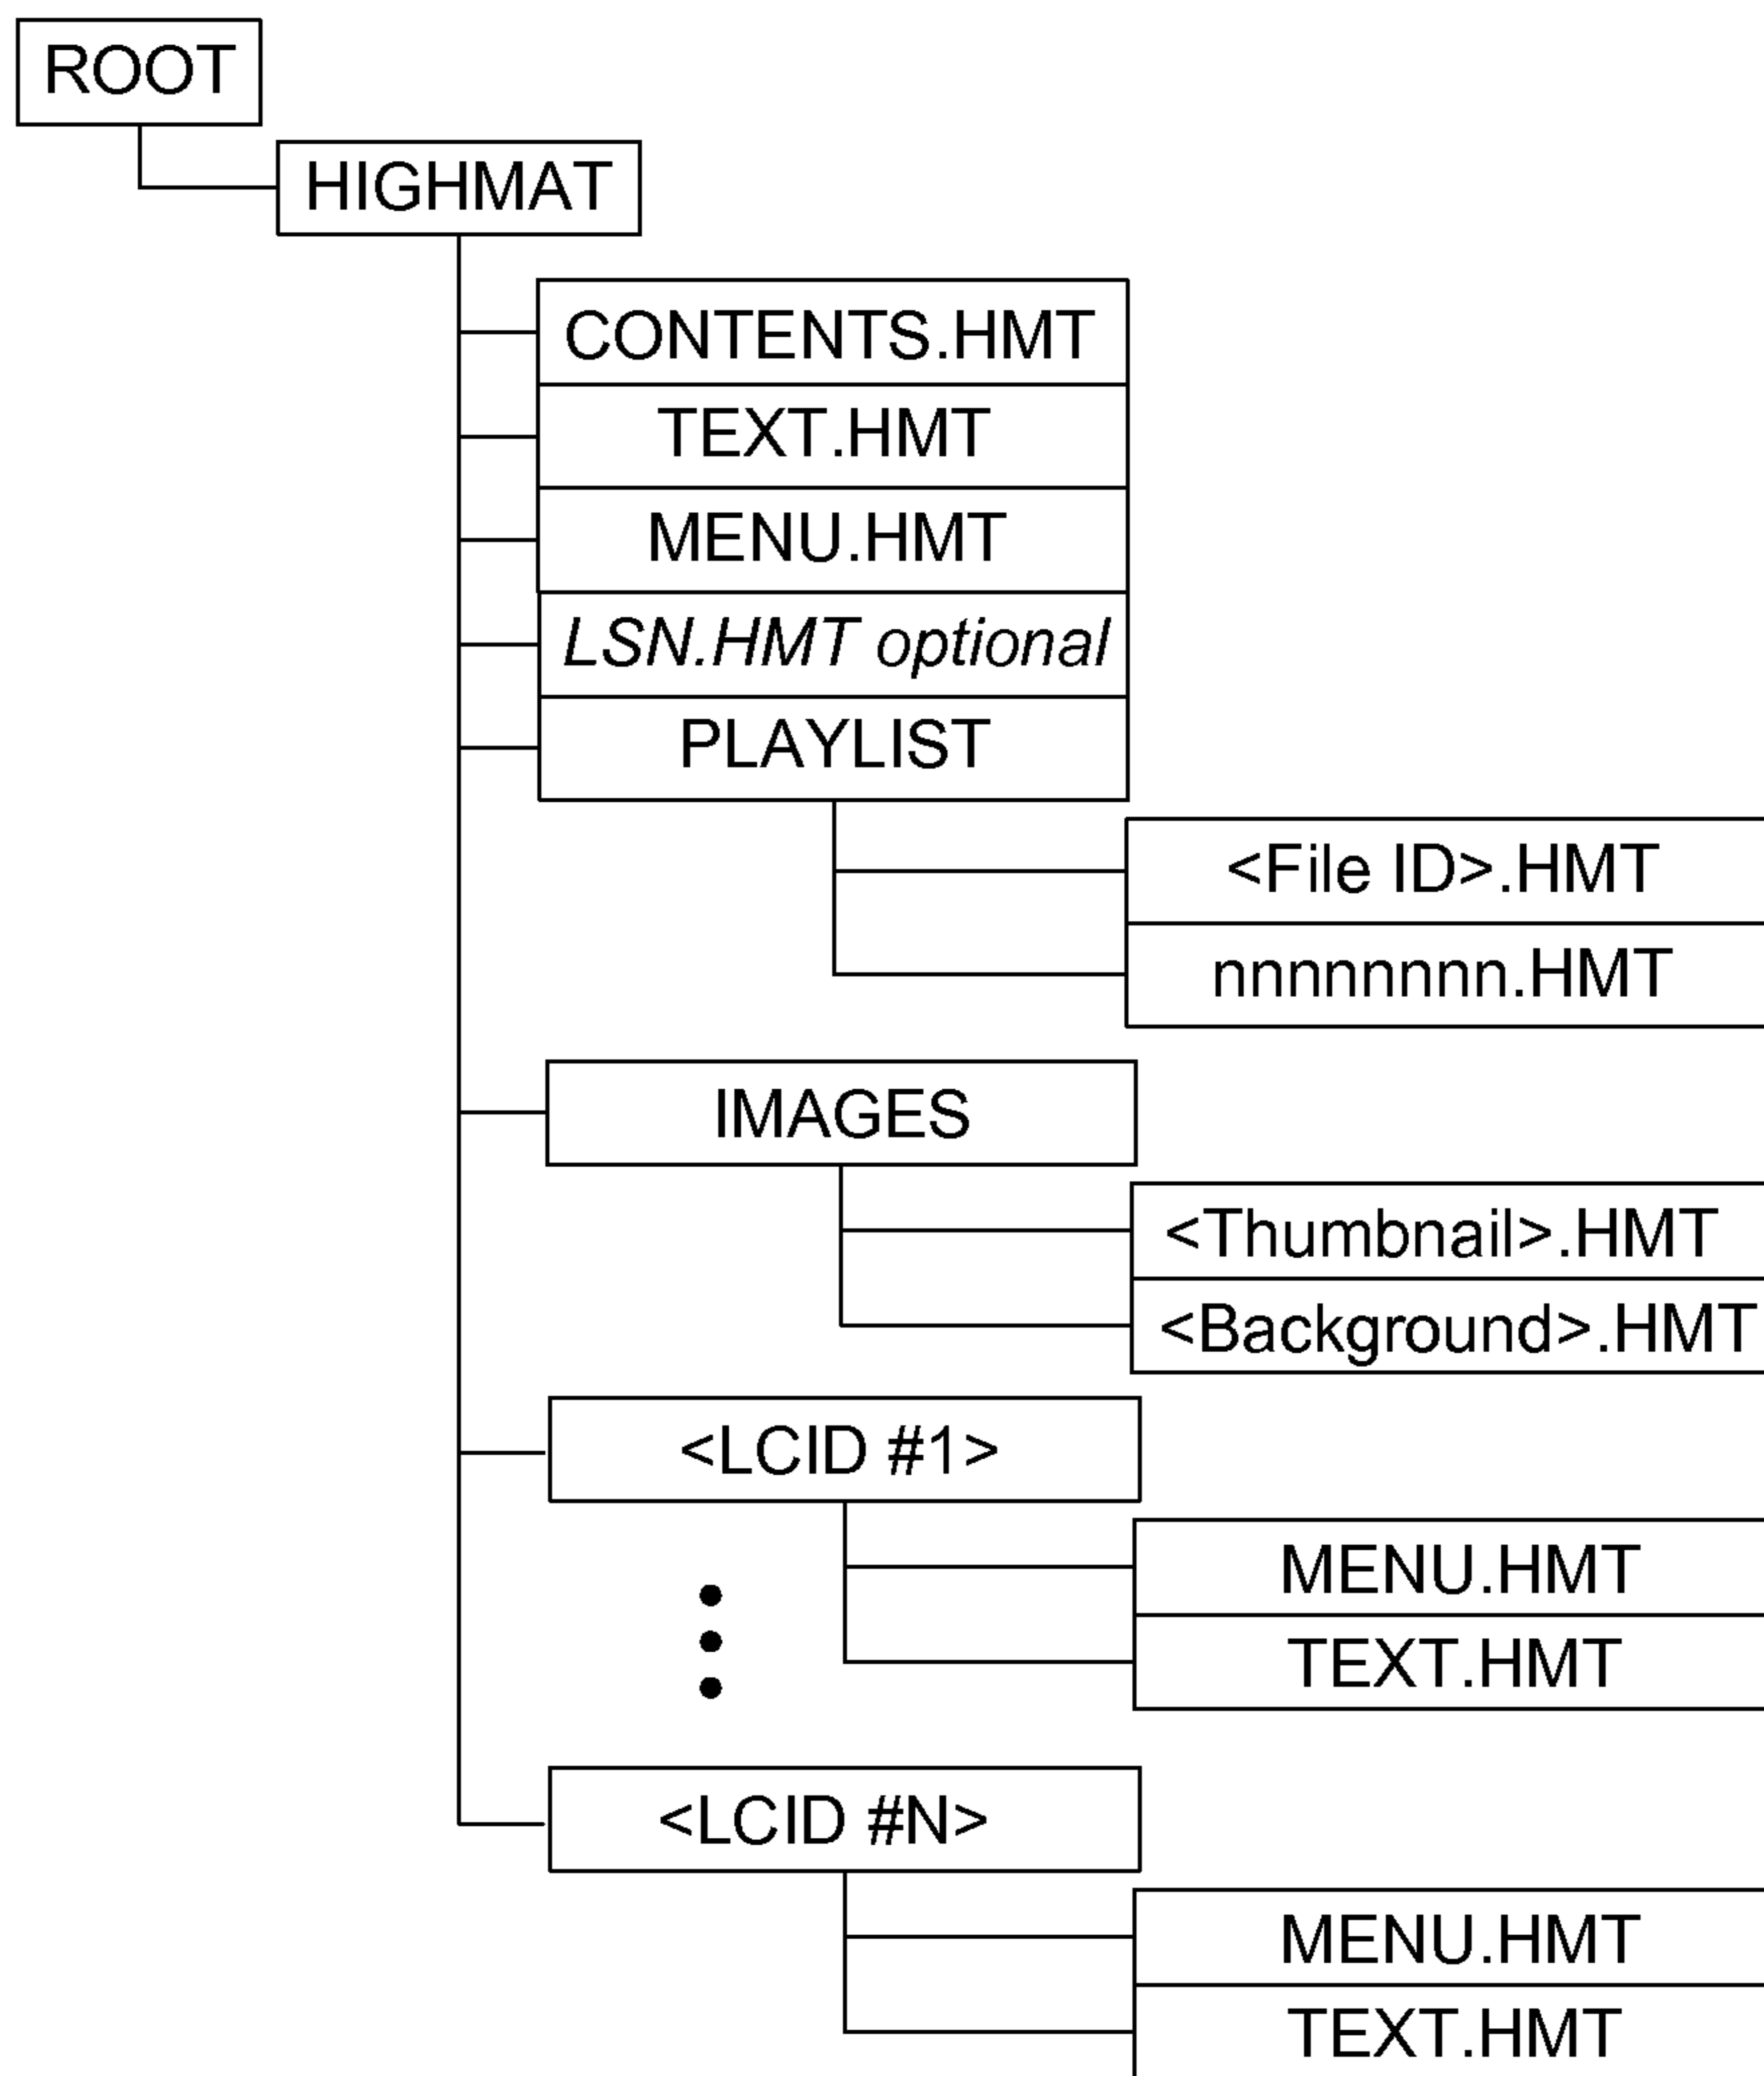 ROOT
HIGHMAT
CONTENTS.HMT
TEXT.HMT
MENU.HMT
LSN.HMT optional
PLAYLIST
<File ID>.HMT
nnnnnnnn.HMT
IMAGES
<Thumbnail>.HMT
<Background>.HMT
<LCID #1>
MENU.HMT
TEXT.HMT
<LCID #N>
MENU.HMT
TEXT.HMT